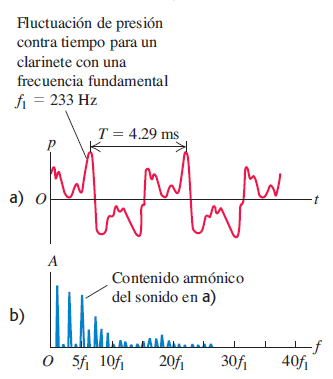 Fluctuación de presión
contra tiempo para un
clarinete con una
frecuencia fundamental
f₁ = 233 Hz
p
T = 4.29 ms
a)
O
t
A
Contenido armónico
del sonido en a)
b)
f
O 5f₁ 10f₁ 20f₁ 30f₁ 40f₁